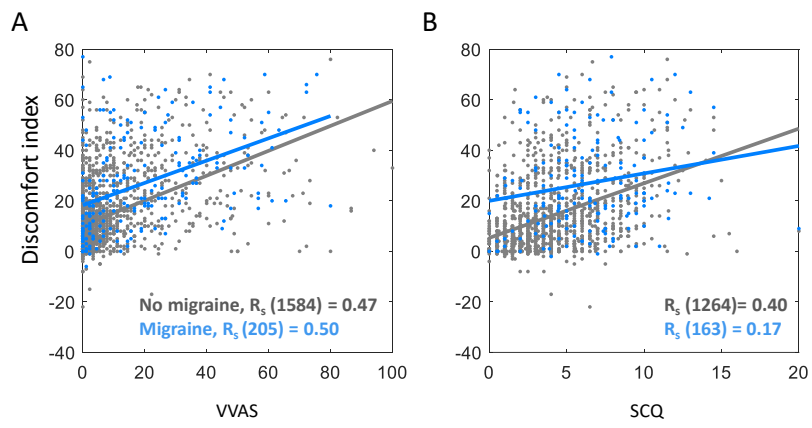 A
B
80
60
40
20
0
-20
-40
Discomfort index
No migraine, Rs (1584) = 0.47
Migraine, Rs (205) = 0.50
0 20 40 60 80 100
VVAS
80
60
40
20
0
-20
-40
Rs (1264)= 0.40
Rs (163) = 0.17
0 5 10 15 20
SCQ